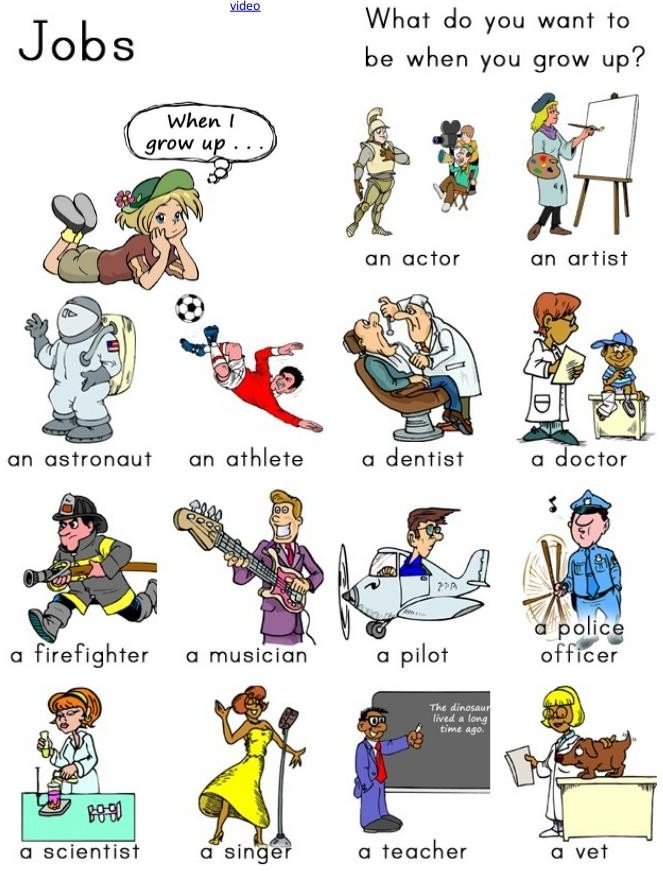 video
Jobs
What do you want to
be when you grow up?
When I
grow up . . .
an actor
an artist
an astronaut
an athlete
a dentist
a doctor
a firefighter
a musician
a pilot
a police
officer
The dinosaur
lived a long
time ago.
a scientist
a singer
a teacher
a vet